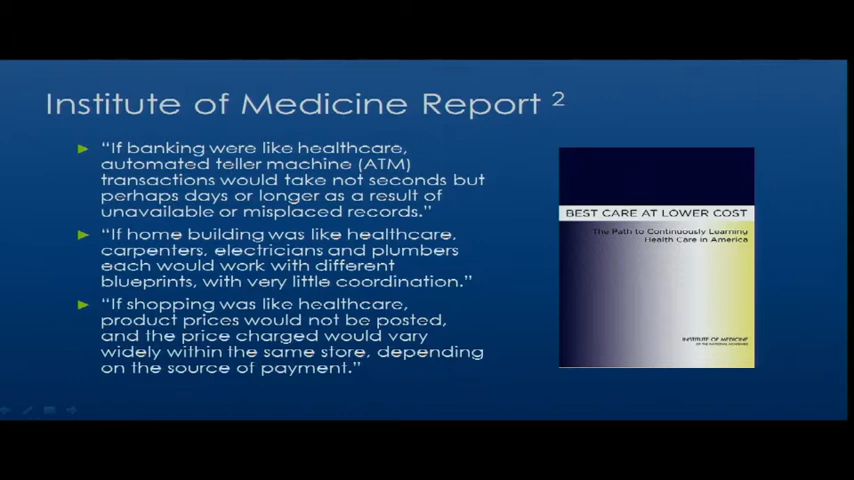 Institute of Medicine Report 2
"If banking were like healthcare,
automated teller machine (ATM)
transactions would take not seconds but
perhaps days or longer as a result of
unavailable or misplaced records."
"If home building was like healthcare,
carpenters, electricians and plumbers
each would work with different
blueprints, with very little coordination."
"If shopping was like healthcare,
product prices would not be posted,
and the price charged would vary
widely within the same store, depending
on the source of payment."
BEST CARE AT LOWER COST
The Path to Continuously Learning
Health Care in America
INSTITUTE OF MEDICINE
OF THE NATIONAL ACADEMIES